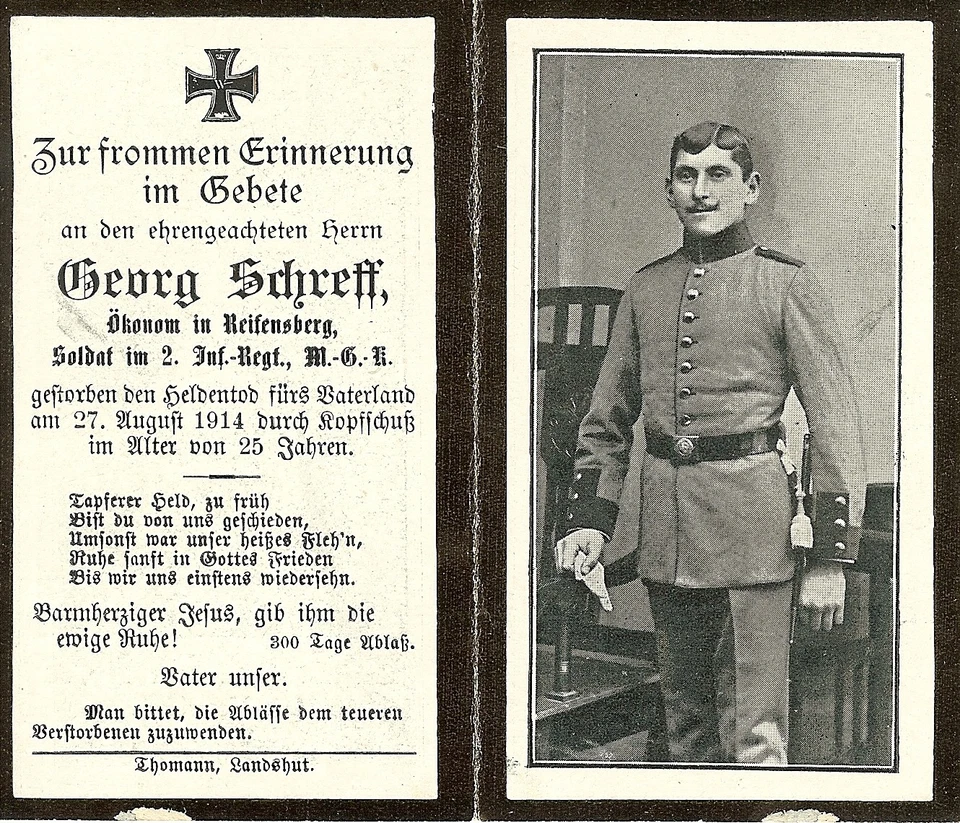 Zur frommen Erinnerung
im Gebete
an den ehrengeachteten Herrn
Georg Schreff,
Ökonom in Reifensberg,
Soldat im 2. Inf.-Regt., M.-G.-K.
gestorben den Heldentod fürs Vaterland
am 27. August 1914 durch Kopfschuß
im Alter von 25 Jahren.
Tapferer Held, zu früh
Bist du von uns geschieden,
Umsonst war unser heißes Fleh'n,
Ruhe sanft in Gottes Frieden
Bis wir uns einstens wiedersehn.
Barmherziger Jesus, gib ihm die
ewige Ruhe! 300 Tage Ablaß.
Vater unser.
Man bittet, die Ablässe dem teueren
Verstorbenen zuzuwenden.
Thomann, Landshut.